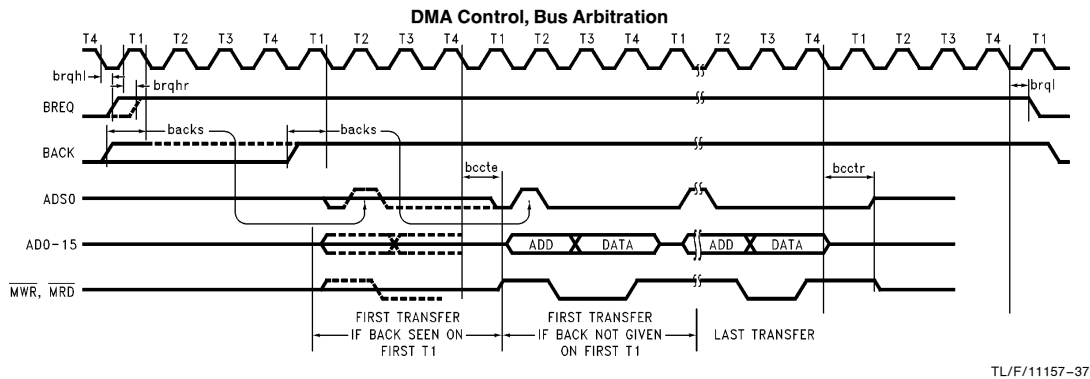 DMA Control, Bus Arbitration
T4 T1 T2 T3 T4 T1 T2 T3 T4 T1 T2 T3 T4 T1 T2 T3 T4 T1 T2 T3 T4 T1
brqhl
brqhr
brql
BREQ
backs
backs
BACK
bccte
bcctr
ADS0
AD0-15 ADD DATA ADD DATA
MWR, MRD
FIRST TRANSFER
IF BACK SEEN ON
FIRST T1
FIRST TRANSFER
IF BACK NOT GIVEN
ON FIRST T1
LAST TRANSFER
TL/F/11157-37